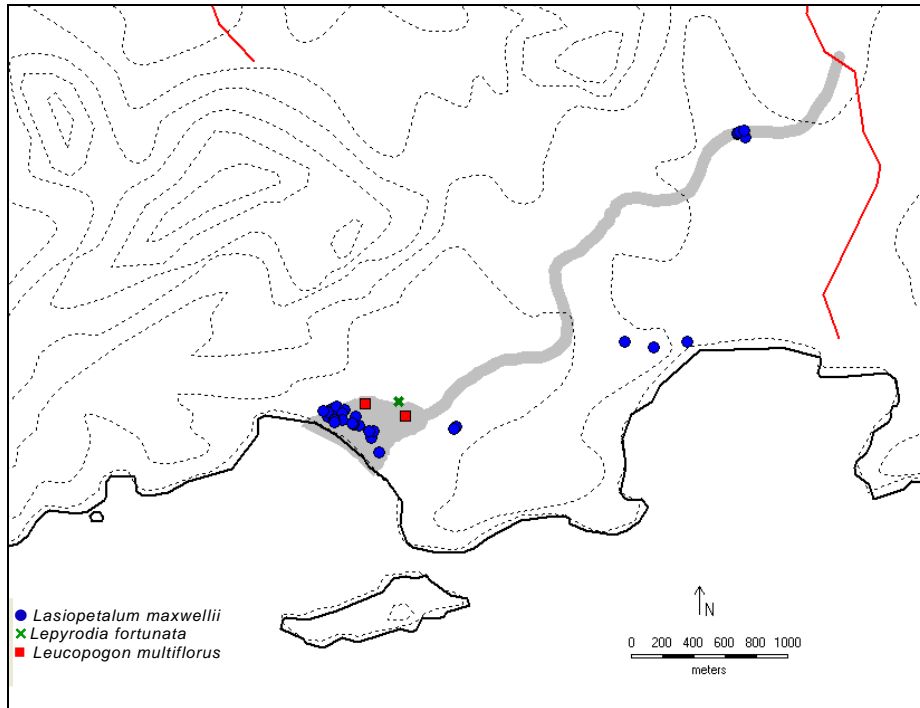 Lasiopetalum maxwellii
Lepyrodia fortunata
Leucopogon multiflorus
N
0 200 400 600 800 1000
meters